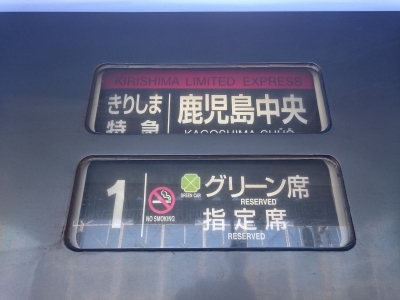 KIRISHIMA LIMITED EXPRESS
きりしま 鹿児島中央
特急 KAGOSHIMA CHŪŌ
1 グリーン席
NO SMOKING GREEN CAR RESERVED
指定席
RESERVED